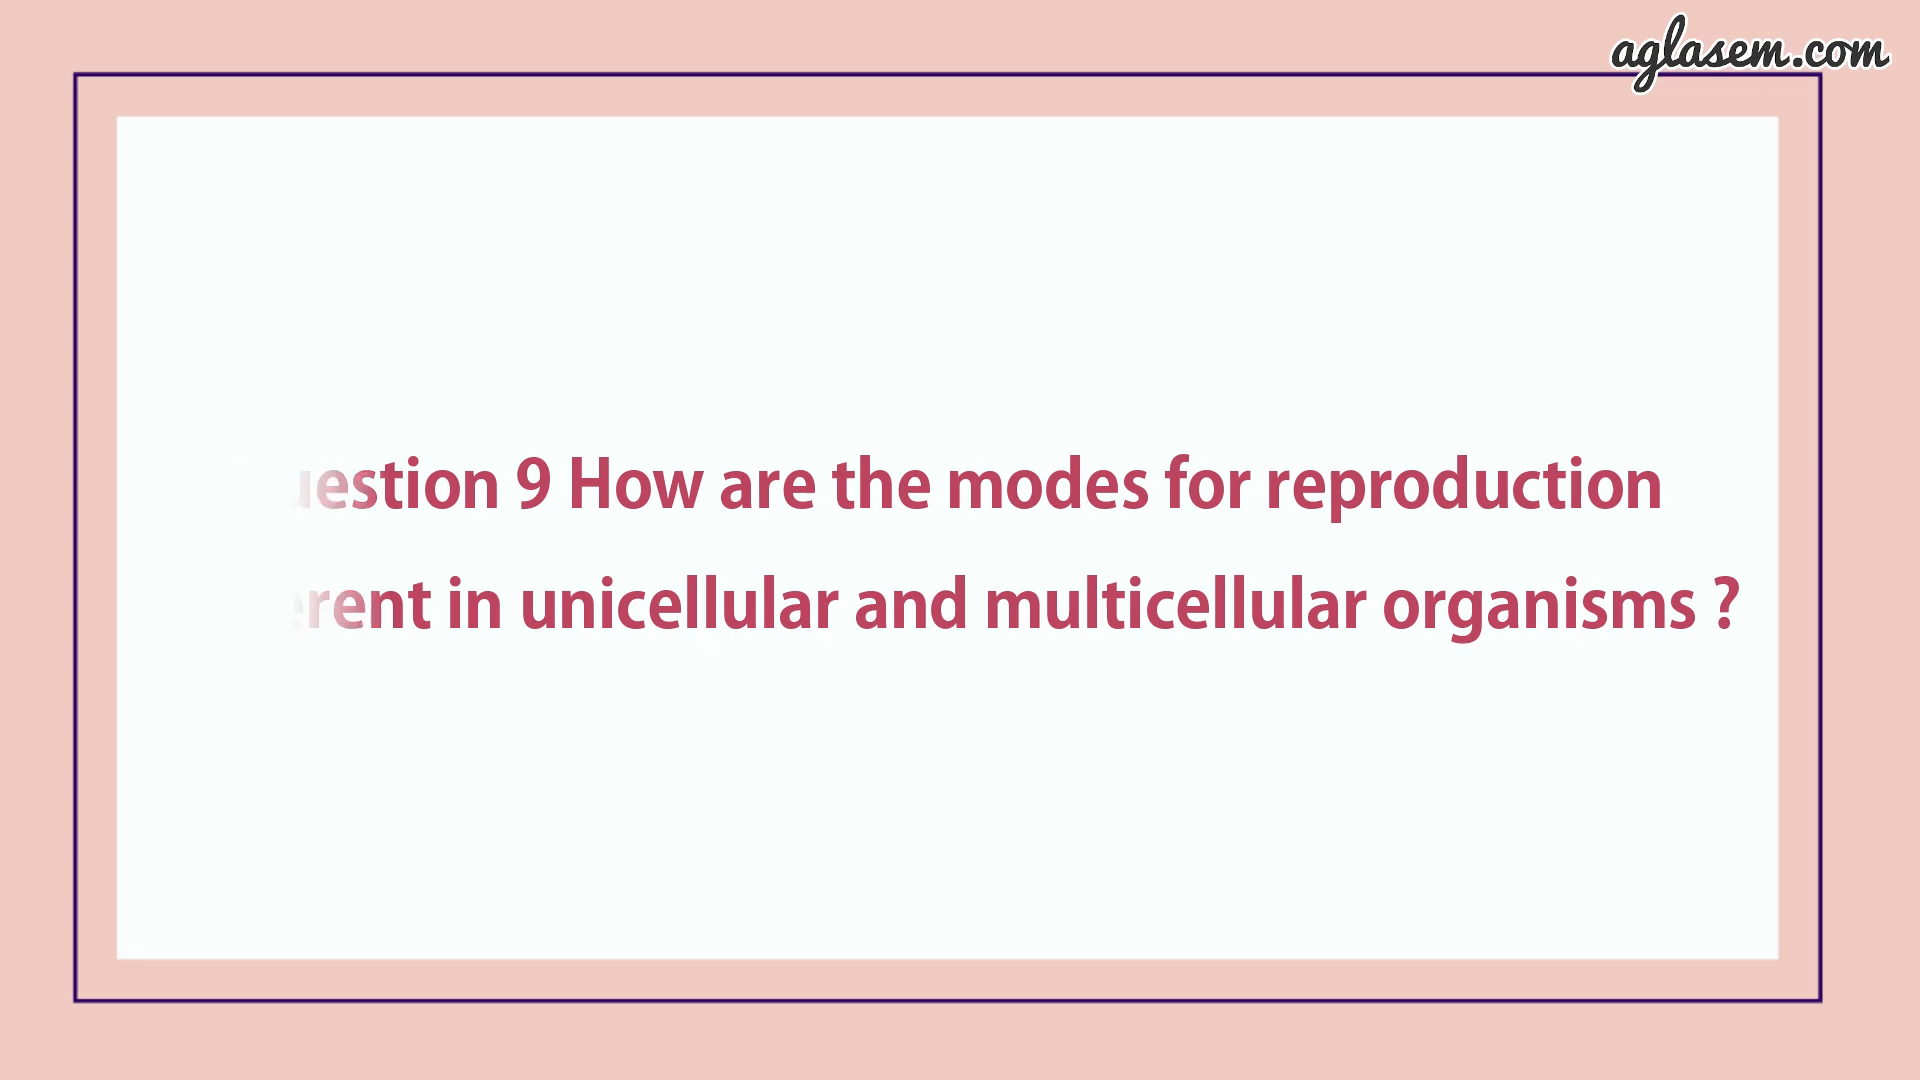 aglasem.com
uestion 9 How are the modes for reproduction
erent in unicellular and multicellular organisms ?